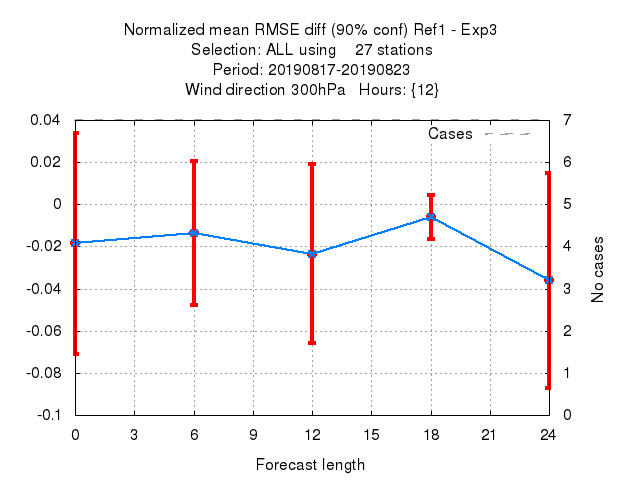 Normalized mean RMSE diff (90% conf) Ref1 - Exp3
Selection: ALL using    27 stations
Period: 20190817-20190823
Wind direction 300hPa   Hours: {12}
Cases
0.04
0.02
0
-0.02
-0.04
-0.06
-0.08
-0.1
7
6
5
4
3
2
1
0
No cases
0 3 6 9 12 15 18 21 24
Forecast length